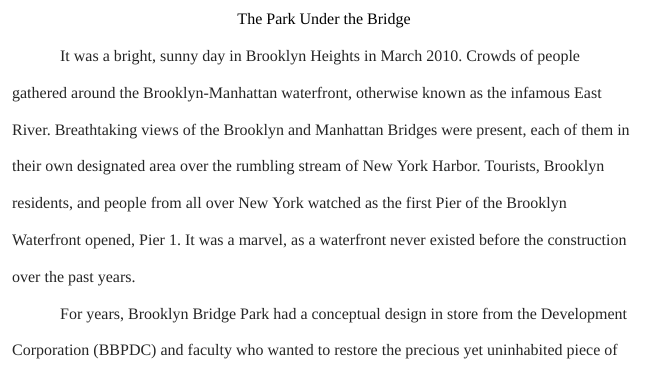 The Park Under the Bridge
It was a bright, sunny day in Brooklyn Heights in March 2010. Crowds of people
gathered around the Brooklyn-Manhattan waterfront, otherwise known as the infamous East
River. Breathtaking views of the Brooklyn and Manhattan Bridges were present, each of them in
their own designated area over the rumbling stream of New York Harbor. Tourists, Brooklyn
residents, and people from all over New York watched as the first Pier of the Brooklyn
Waterfront opened, Pier 1. It was a marvel, as a waterfront never existed before the construction
over the past years.
For years, Brooklyn Bridge Park had a conceptual design in store from the Development
Corporation (BBPDC) and faculty who wanted to restore the precious yet uninhabited piece of